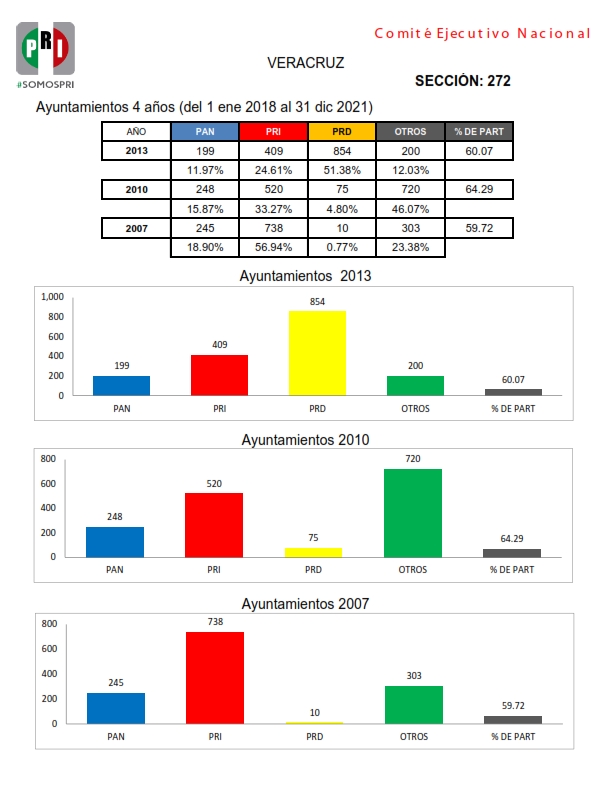 Comité Ejecutivo Nacional
PRI
#SOMOSPRI
VERACRUZ
SECCIÓN: 272
Ayuntamientos 4 años (del 1 ene 2018 al 31 dic 2021)
AÑO PAN PRI PRD OTROS % DE PART
2013 199 409 854 200 60.07
11.97% 24.61% 51.38% 12.03%
2010 248 520 75 720 64.29
15.87% 33.27% 4.80% 46.07%
2007 245 738 10 303 59.72
18.90% 56.94% 0.77% 23.38%
Ayuntamientos 2013
1,000
800
600
400
200
0
199 409 854 200 60.07
PAN PRI PRD OTROS % DE PART
Ayuntamientos 2010
800
600
400
200
0
248 520 75 720 64.29
PAN PRI PRD OTROS % DE PART
Ayuntamientos 2007
800
600
400
200
0
245 738 10 303 59.72
PAN PRI PRD OTROS % DE PART